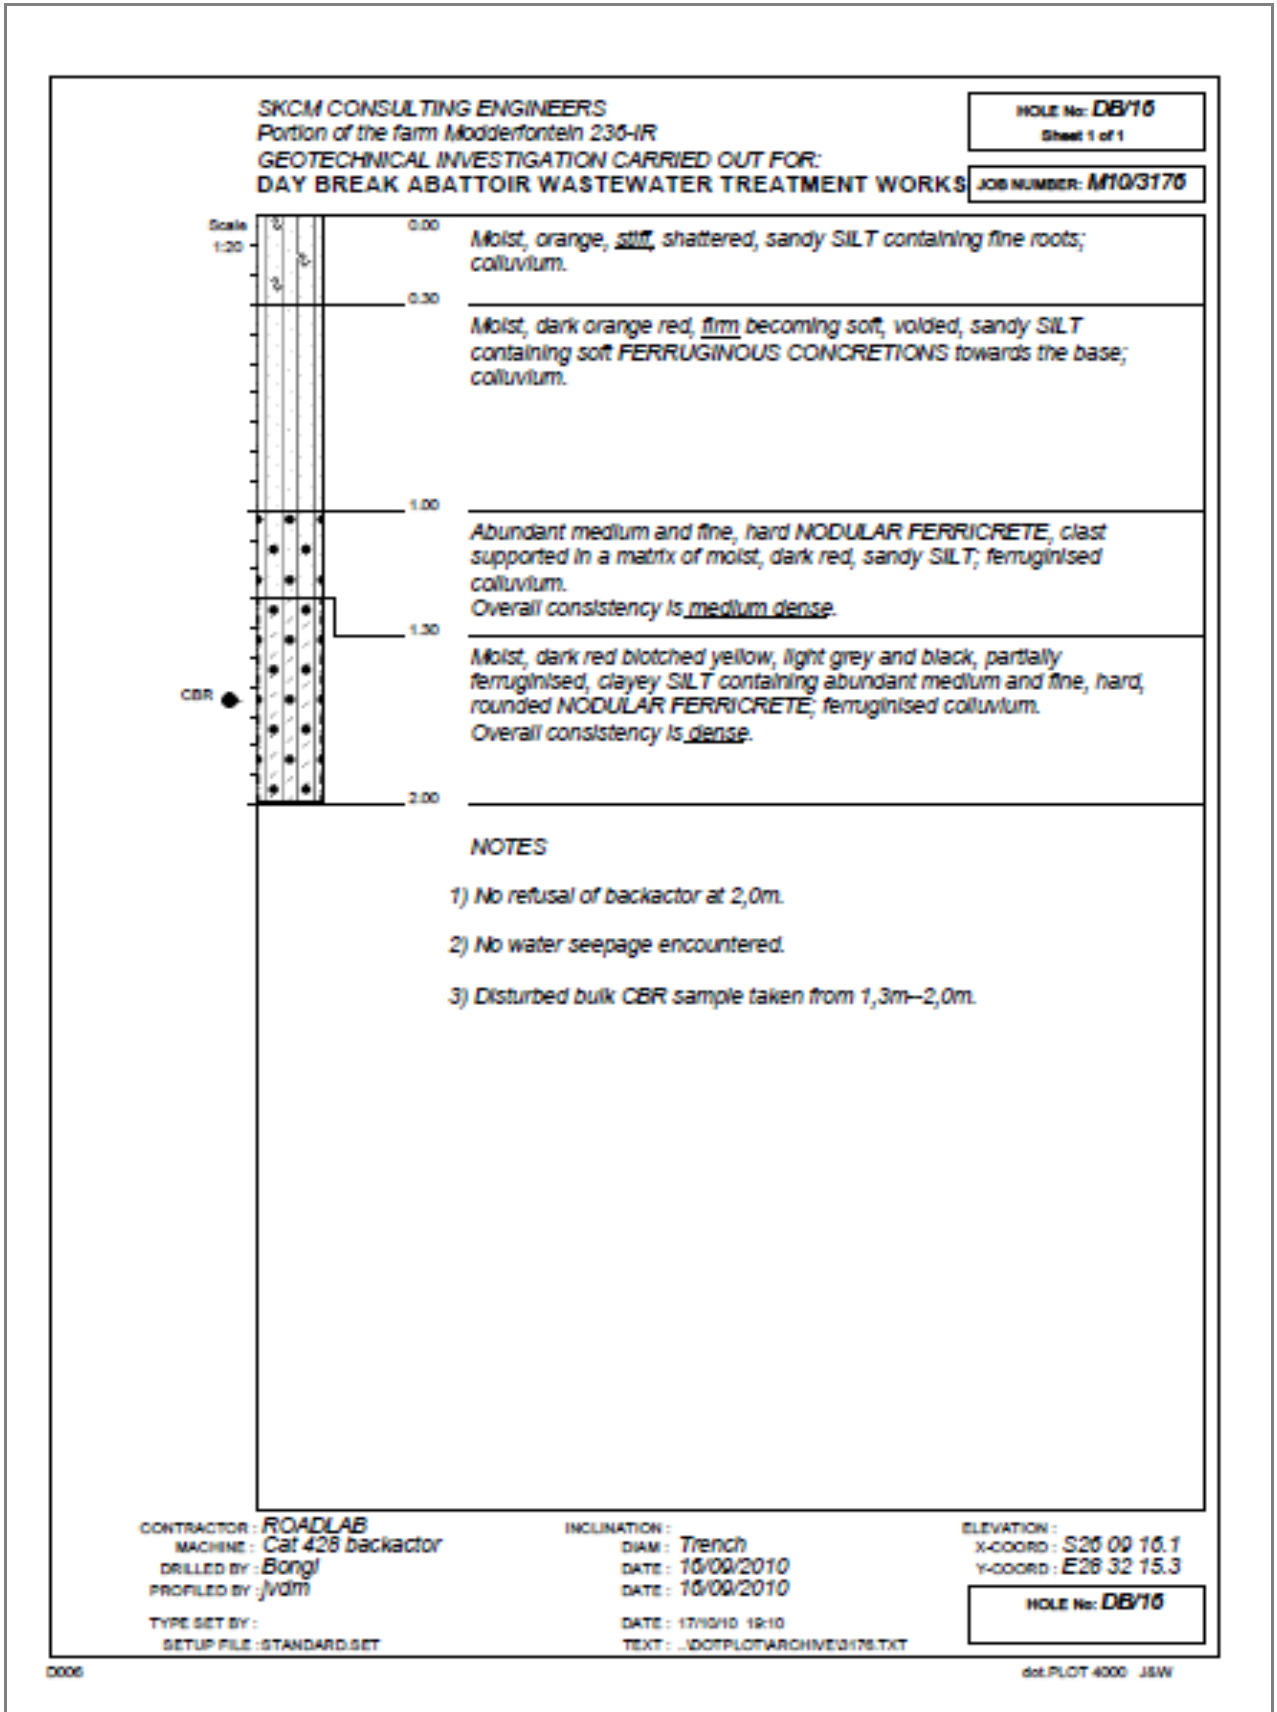 SKCM CONSULTING ENGINEERS
Portion of the farm Modderfontein 236-IR
GEOTECHNICAL INVESTIGATION CARRIED OUT FOR:
DAY BREAK ABATTOIR WASTEWATER TREATMENT WORKS
HOLE No: DB/16
Sheet 1 of 1
JOB NUMBER: M10/3176
Scale
1:20
0.00
Moist, orange, stiff, shattered, sandy SILT containing fine roots;
colluvium.
0.30
Moist, dark orange red, firm becoming soft, voided, sandy SILT
containing soft FERRUGINOUS CONCRETIONS towards the base;
colluvium.
1.00
Abundant medium and fine, hard NODULAR FERRICRETE, clast
supported in a matrix of moist, dark red, sandy SILT; ferruginised
colluvium.
Overall consistency is medium dense.
1.30
Moist, dark red blotched yellow, light grey and black, partially
ferruginised, clayey SILT containing abundant medium and fine, hard,
rounded NODULAR FERRICRETE; ferruginised colluvium.
Overall consistency is dense.
CBR
2.00
NOTES
1) No refusal of backactor at 2,0m.
2) No water seepage encountered.
3) Disturbed bulk CBR sample taken from 1,3m--2,0m.
CONTRACTOR : ROADLAB
MACHINE : Cat 428 backactor
DRILLED BY : Bongi
PROFILED BY : jvdm
TYPE SET BY :
SETUP FILE : STANDARD.SET
INCLINATION :
DIAM : Trench
DATE : 16/09/2010
DATE : 16/09/2010
DATE : 17/10/10 19:10
TEXT : ..\DOTPLOT\ARCHIVE\3176.TXT
ELEVATION :
X-COORD : S26 09 16.1
Y-COORD : E28 32 15.3
HOLE No: DB/16
D006
dot.PLOT 4000 J&W